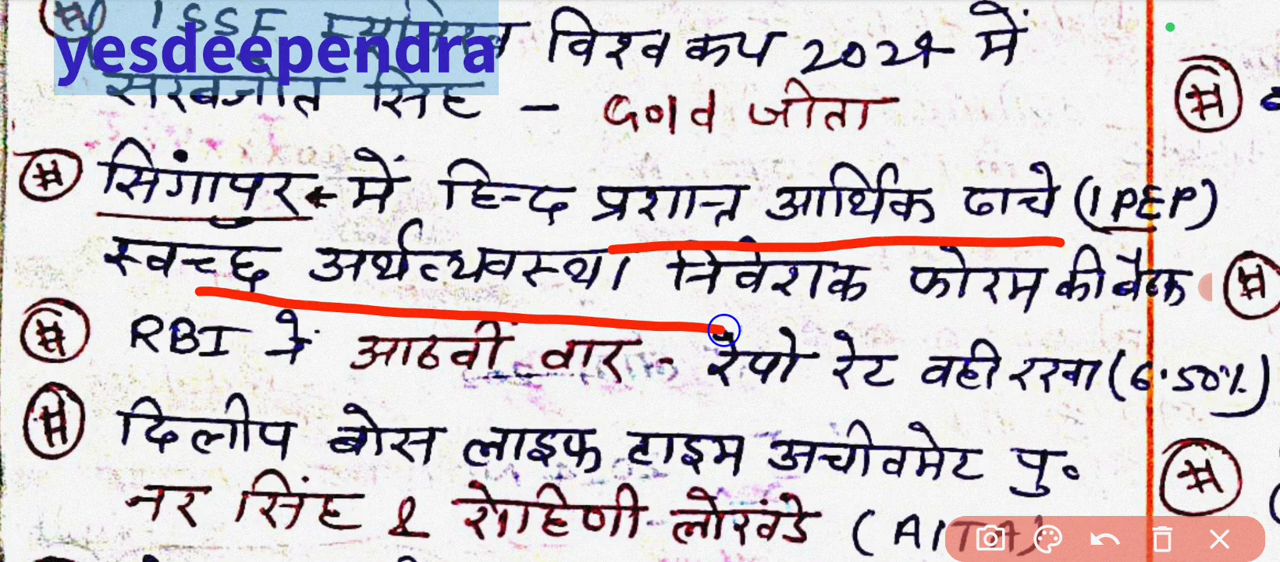 # ISSF विश्व कप 2024 में
yesdeependra
सरबजोत सिंह - Gold जीता
# सिंगापुर में हिन्द प्रशान्त आर्थिक ढाचे (IPEP)
स्वच्छ अर्थव्यवस्था निवेशक फोरम की बैठक
# RBI ने आठवीं बार - रेपो रेट वही रखा (6.50%)
# दिलीप बोस लाइफ टाइम अचीवमेंट पु॰
नर सिंह & रोहिणी लोखंडे (AITA)
#
#
#